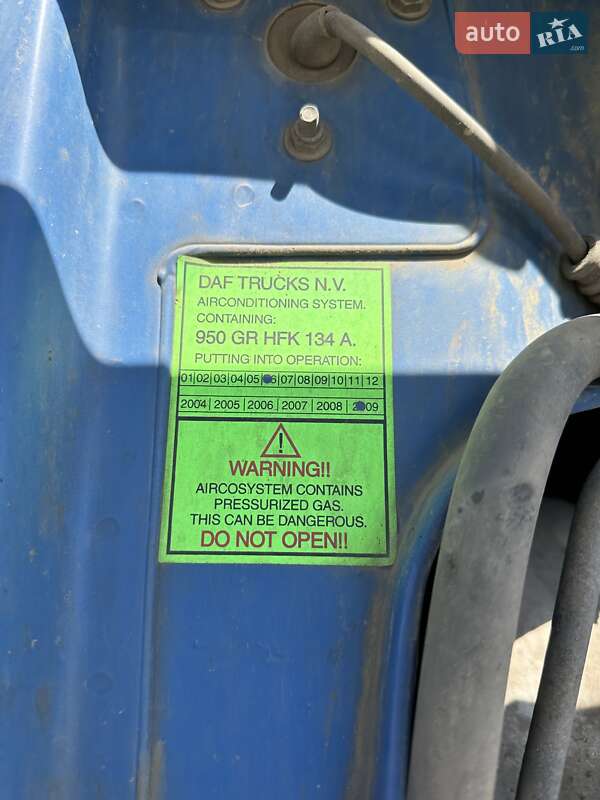 auto RIA
.com
DAF TRUCKS N.V.
AIRCONDITIONING SYSTEM.
CONTAINING:
950 GR HFK 134 A.
PUTTING INTO OPERATION:
01 02 03 04 05 06 07 08 09 10 11 12
2004 2005 2006 2007 2008 2009
WARNING!!
AIRCOSYSTEM CONTAINS
PRESSURIZED GAS.
THIS CAN BE DANGEROUS.
DO NOT OPEN!!